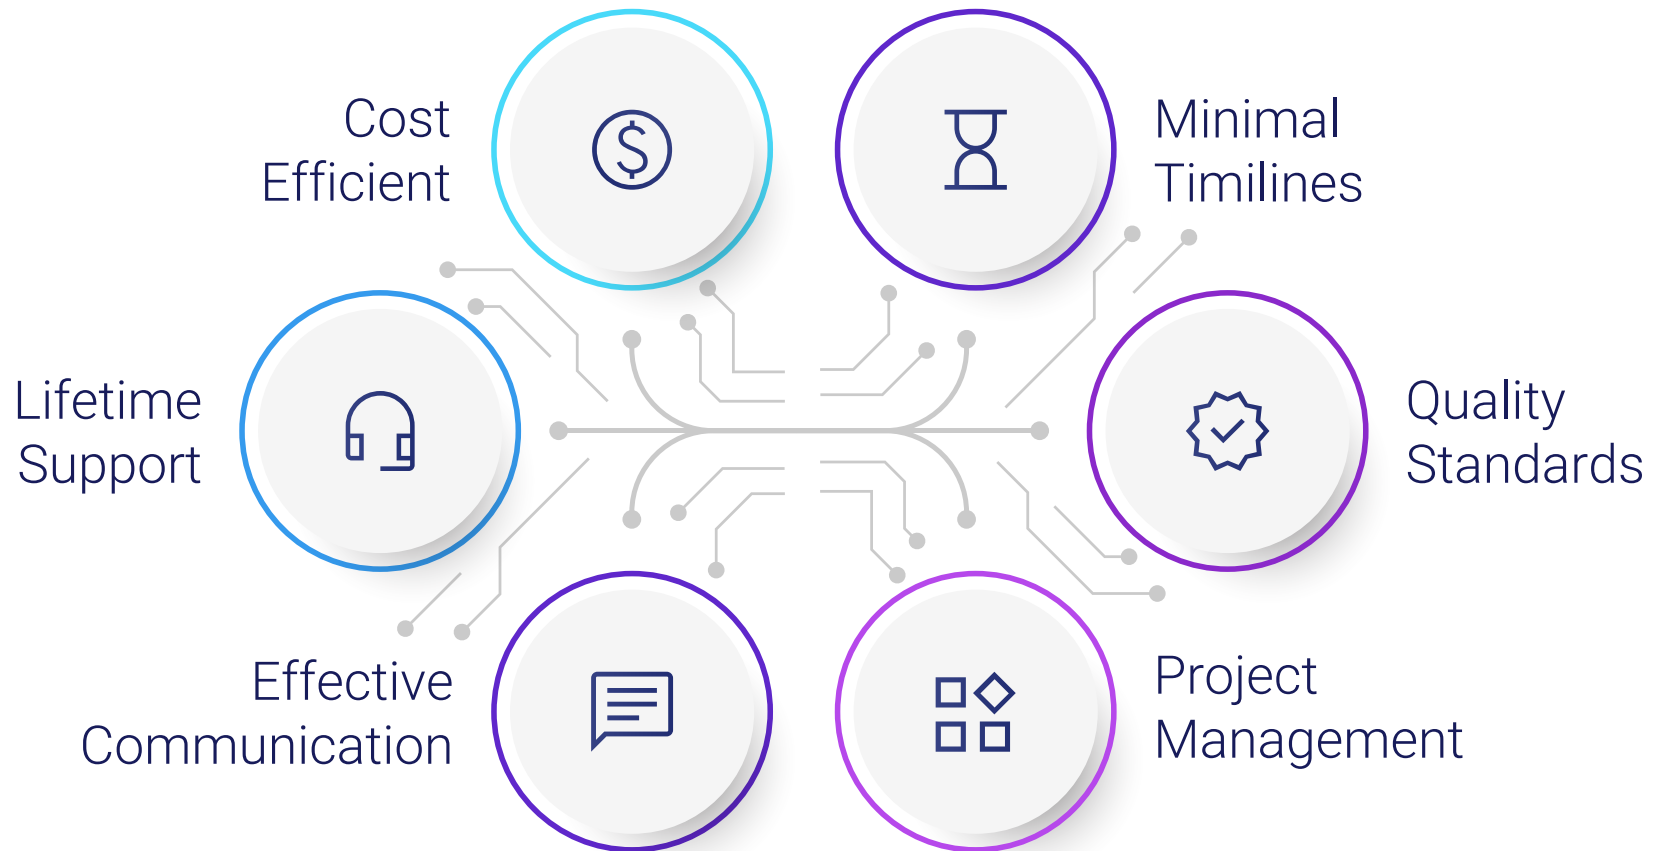 Cost
Efficient
Minimal
Timilines
Lifetime
Support
Quality
Standards
Effective
Communication
Project
Management